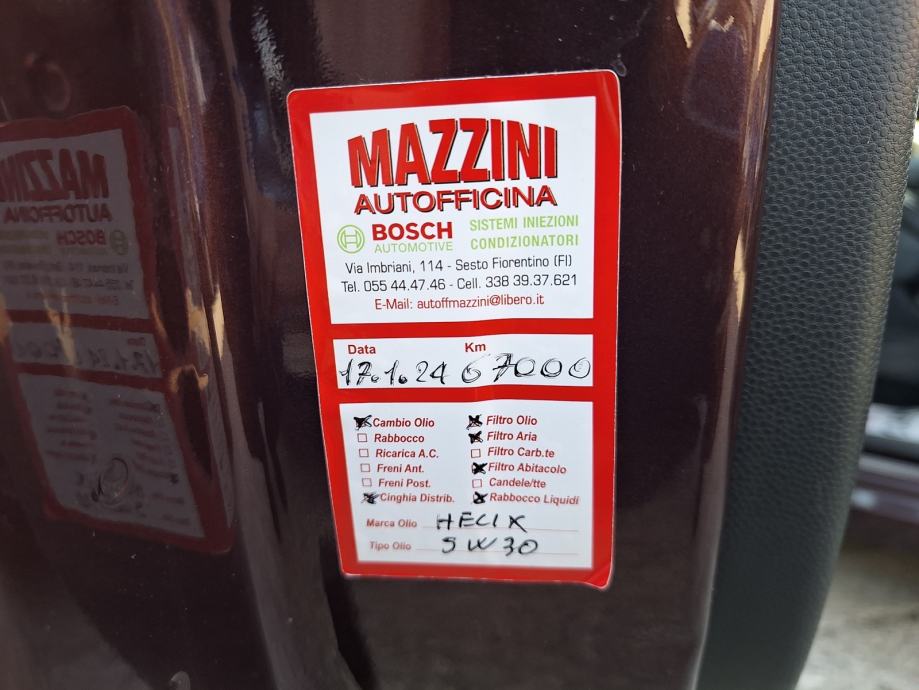 MAZZINI
AUTOFFICINA
BOSCH
AUTOMOTIVE
SISTEMI INIEZIONI
CONDIZIONATORI
Via Imbriani, 114 - Sesto Fiorentino (FI)
Tel. 055 44.47.46 - Cell. 338 39.37.621
E-Mail: autoffmazzini@libero.it
Data Km
17.1.24 67000
Cambio Olio
Rabbocco
Ricarica A.C.
Freni Ant.
Freni Post.
Cinghia Distrib.
Filtro Olio
Filtro Aria
Filtro Carb.te
Filtro Abitacolo
Candele/tte
Rabbocco Liquidi
Marca Olio HELIX
Tipo Olio 5W30